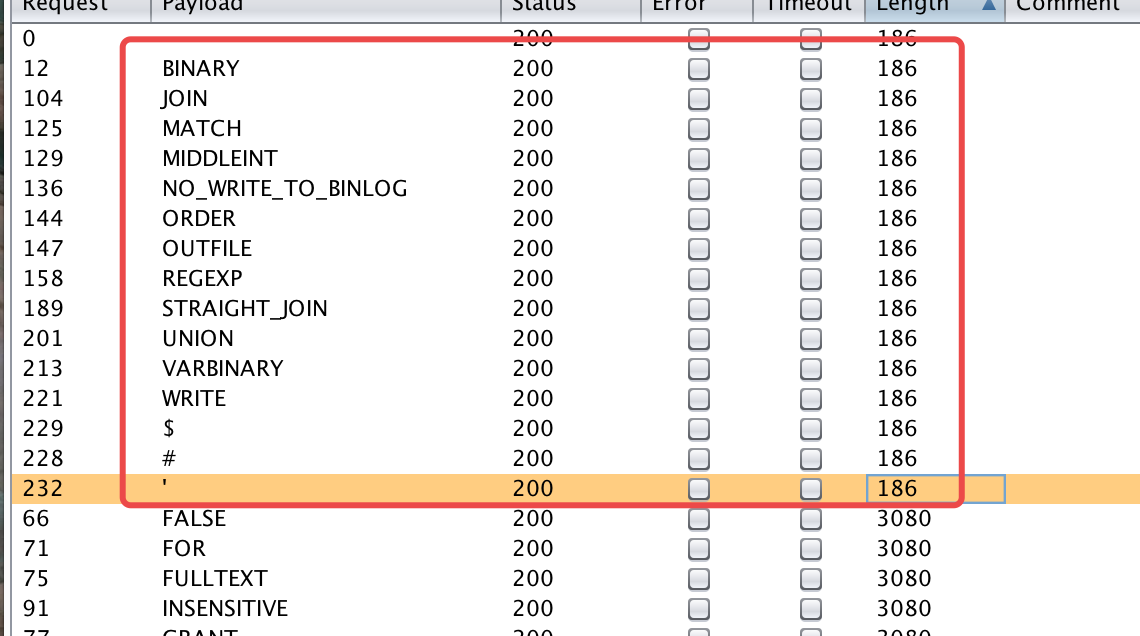 Request Payload Status Error Timeout Length Comment
0 200 186
12 BINARY 200 186
104 JOIN 200 186
125 MATCH 200 186
129 MIDDLEINT 200 186
136 NO_WRITE_TO_BINLOG 200 186
144 ORDER 200 186
147 OUTFILE 200 186
158 REGEXP 200 186
189 STRAIGHT_JOIN 200 186
201 UNION 200 186
213 VARBINARY 200 186
221 WRITE 200 186
229 $ 200 186
228 # 200 186
232 ' 200 186
66 FALSE 200 3080
71 FOR 200 3080
75 FULLTEXT 200 3080
91 INSENSITIVE 200 3080
77 GRANT 200 3080